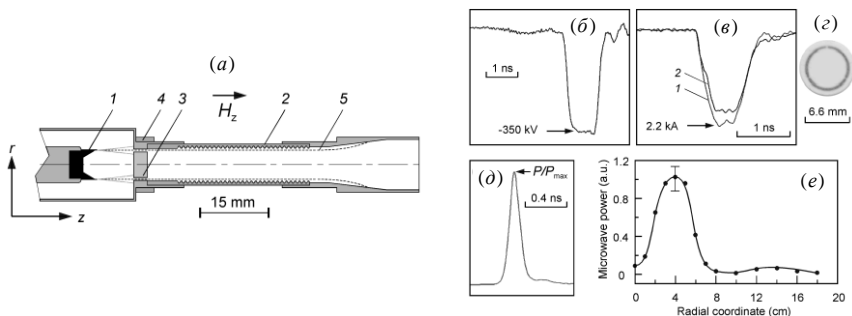 (а)
1
4
3
H_z
2
5
r
z
15 mm
(б)
1 ns
-350 kV
(в)
2
1
2.2 kA
1 ns
(г)
6.6 mm
(д)
P/P_max
0.4 ns
(е)
Microwave power (a.u.)
1.2
0.8
0.4
0
0 4 8 12 16 20
Radial coordinate (cm)